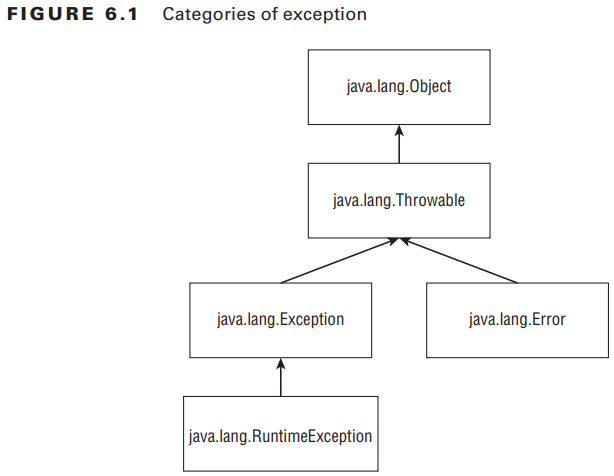 FIGURE 6.1 Categories of exception
java.lang.Object
java.lang.Throwable
java.lang.Exception
java.lang.Error
java.lang.RuntimeException